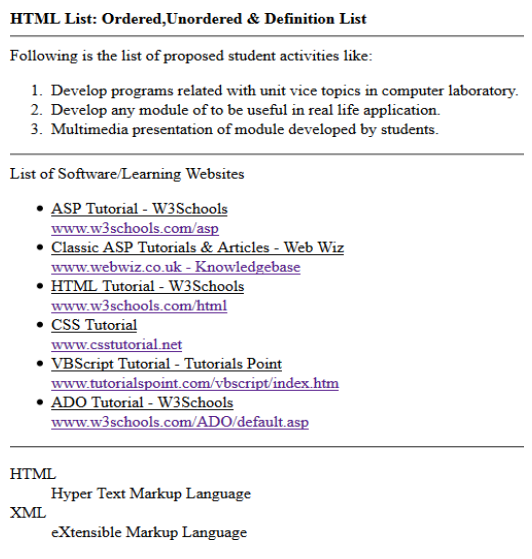 HTML List: Ordered,Unordered & Definition List
Following is the list of proposed student activities like:
1. Develop programs related with unit vice topics in computer laboratory.
2. Develop any module of to be useful in real life application.
3. Multimedia presentation of module developed by students.
List of Software/Learning Websites
• ASP Tutorial - W3Schools
www.w3schools.com/asp
• Classic ASP Tutorials & Articles - Web Wiz
www.webwiz.co.uk - Knowledgebase
• HTML Tutorial - W3Schools
www.w3schools.com/html
• CSS Tutorial
www.csstutorial.net
• VBScript Tutorial - Tutorials Point
www.tutorialspoint.com/vbscript/index.htm
• ADO Tutorial - W3Schools
www.w3schools.com/ADO/default.asp
HTML
Hyper Text Markup Language
XML
eXtensible Markup Language